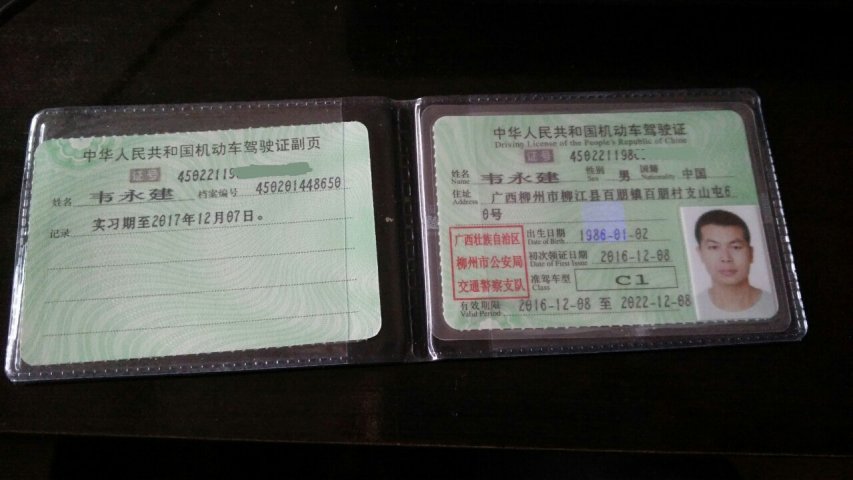 中华人民共和国机动车驾驶证副页
证号 45022119
姓名 韦永建 档案编号 450201448650
记录 实习期至2017年12月07日。
中华人民共和国机动车驾驶证
Driving License of the People's Republic of China
证号 4502211986
姓名 韦永建 性别 男 国籍 中国
Name Sex Nationality
住址 广西柳州市柳江县百朋镇百朋村支山屯6
Address
0号
广西壮族自治区
柳州市公安局
交通警察支队
出生日期 1986-01-02
Date of Birth
初次领证日期 2016-12-08
Date of First Issue
准驾车型 C1
Class
有效期限 2016-12-08 至 2022-12-08
Valid Period